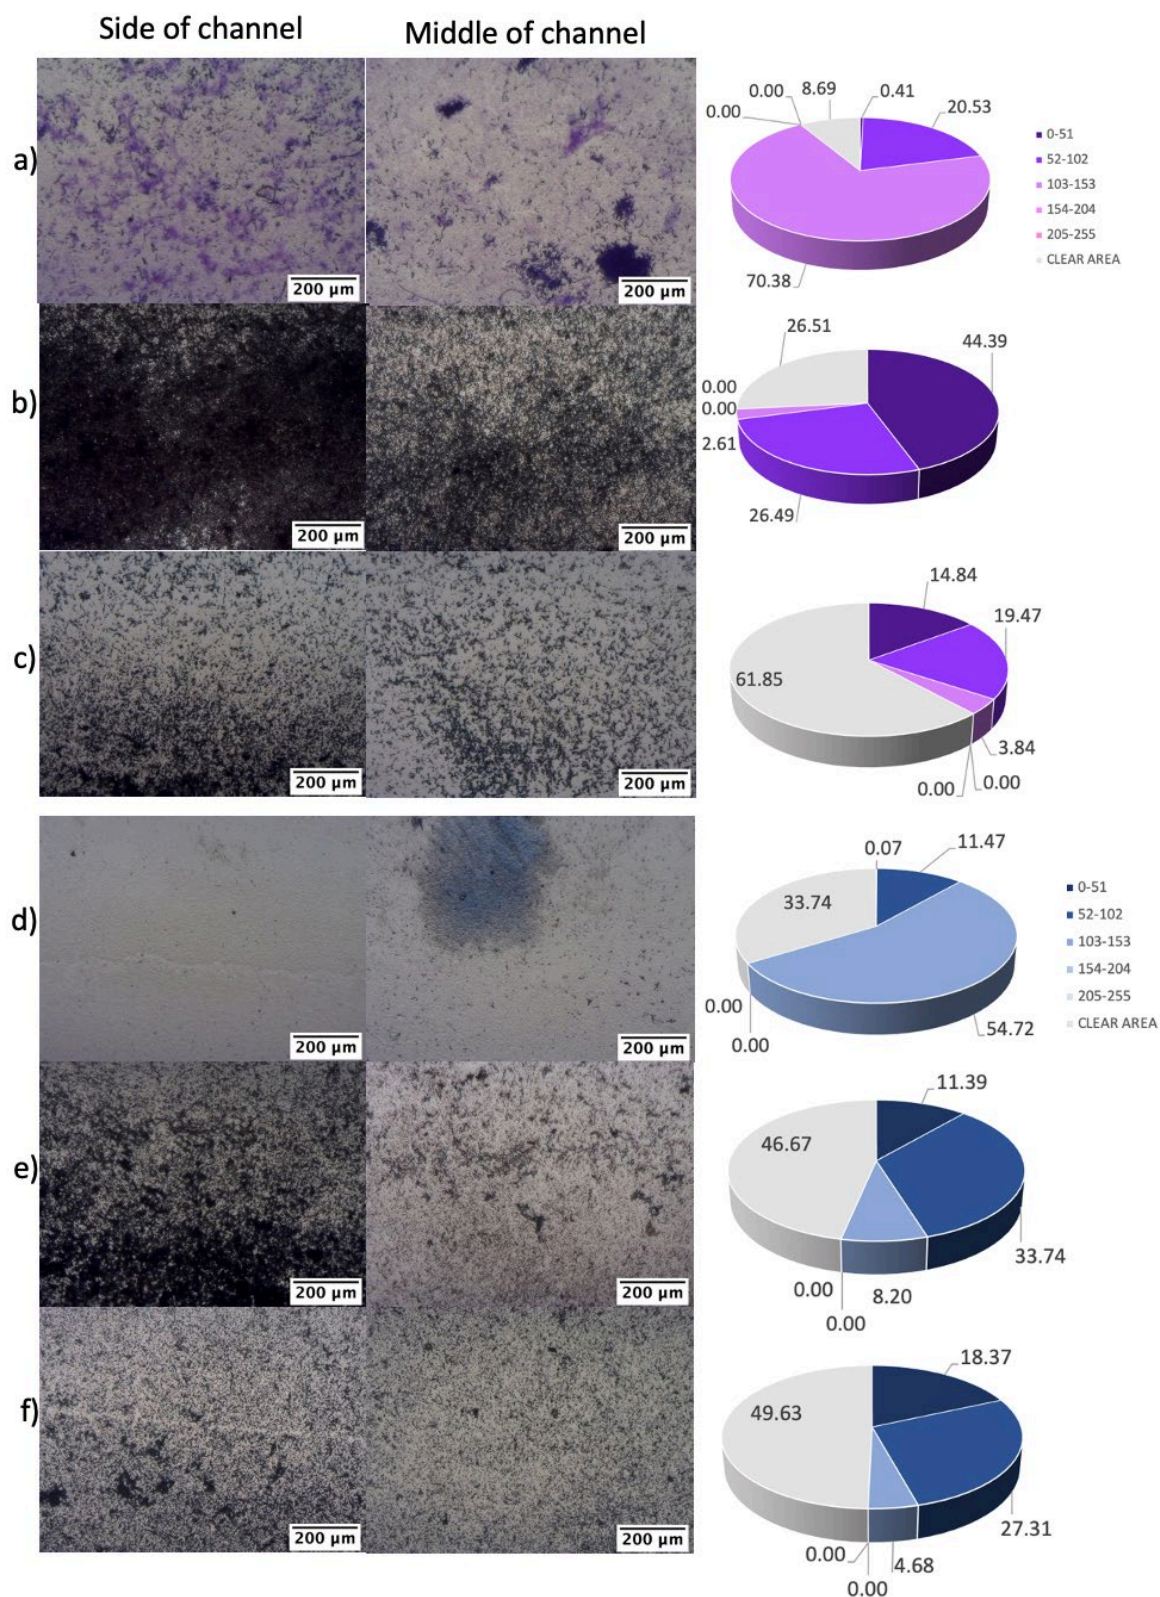 Side of channel
Middle of channel
a)
200 µm
200 µm
0.00
0.00
8.69
0.41
20.53
70.38
0-51
52-102
103-153
154-204
205-255
CLEAR AREA
b)
200 µm
200 µm
26.51
44.39
0.00
0.00
2.61
26.49
c)
200 µm
200 µm
14.84
19.47
61.85
3.84
0.00
0.00
d)
200 µm
200 µm
0.07
11.47
33.74
0.00
0.00
54.72
0-51
52-102
103-153
154-204
205-255
CLEAR AREA
e)
200 µm
200 µm
11.39
46.67
33.74
0.00
8.20
0.00
f)
200 µm
200 µm
18.37
49.63
27.31
0.00
4.68
0.00